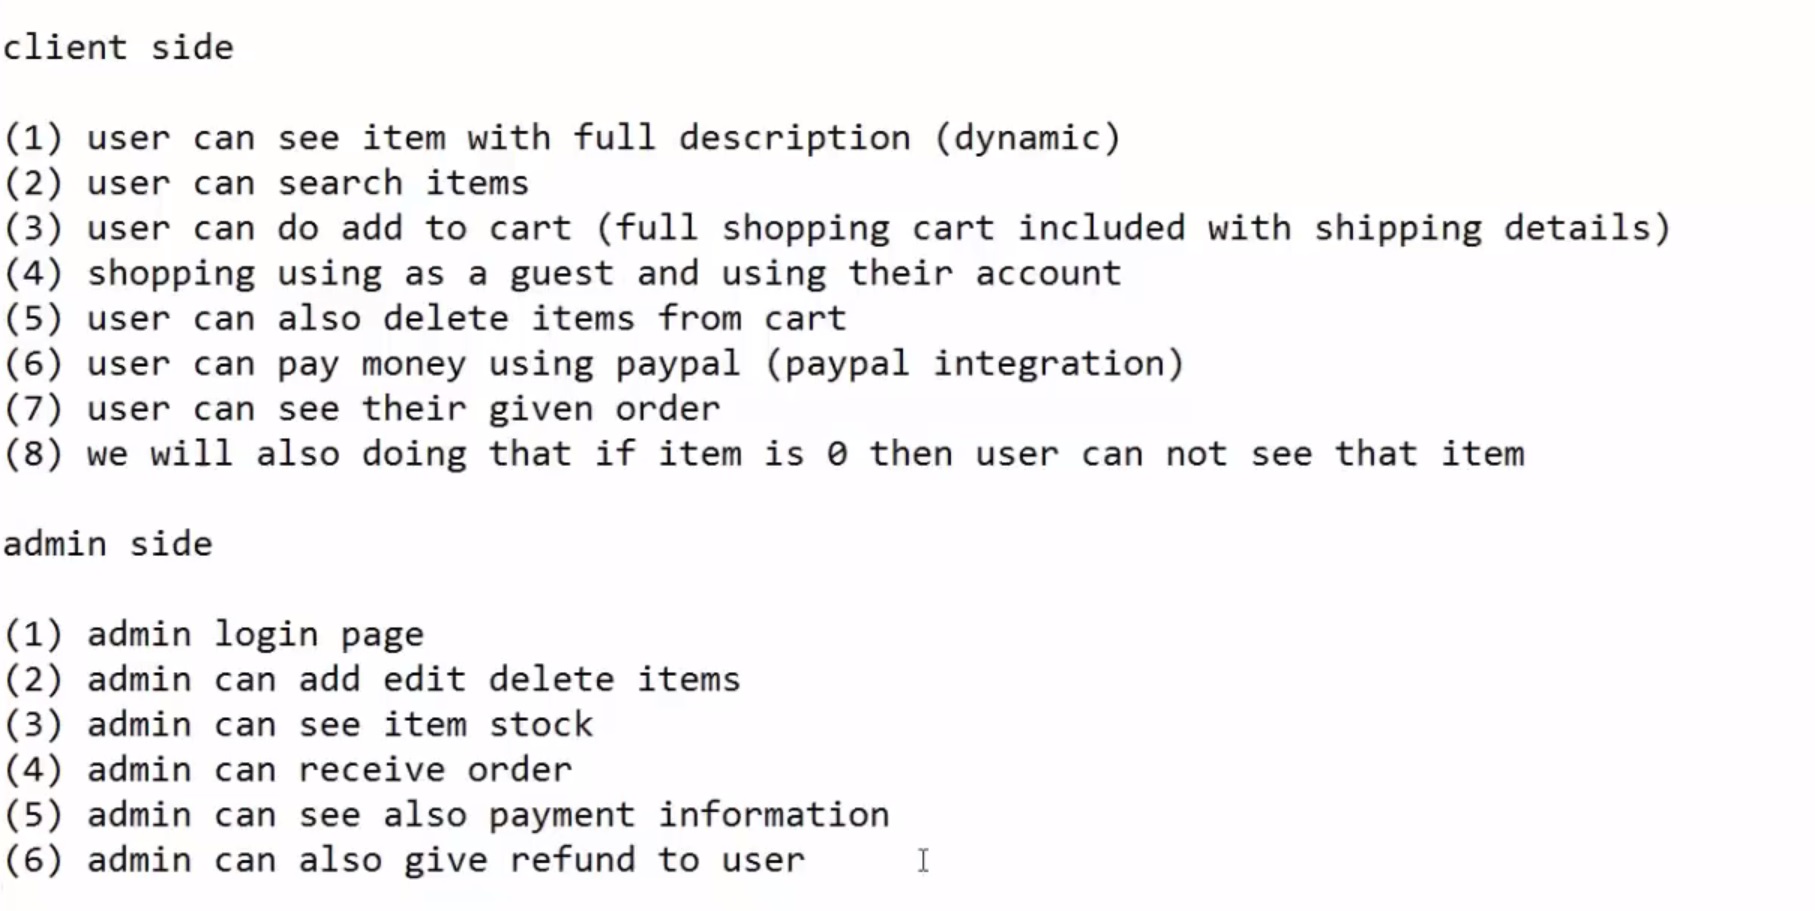 client side
(1) user can see item with full description (dynamic)
(2) user can search items
(3) user can do add to cart (full shopping cart included with shipping details)
(4) shopping using as a guest and using their account
(5) user can also delete items from cart
(6) user can pay money using paypal (paypal integration)
(7) user can see their given order
(8) we will also doing that if item is 0 then user can not see that item
admin side
(1) admin login page
(2) admin can add edit delete items
(3) admin can see item stock
(4) admin can receive order
(5) admin can see also payment information
(6) admin can also give refund to user